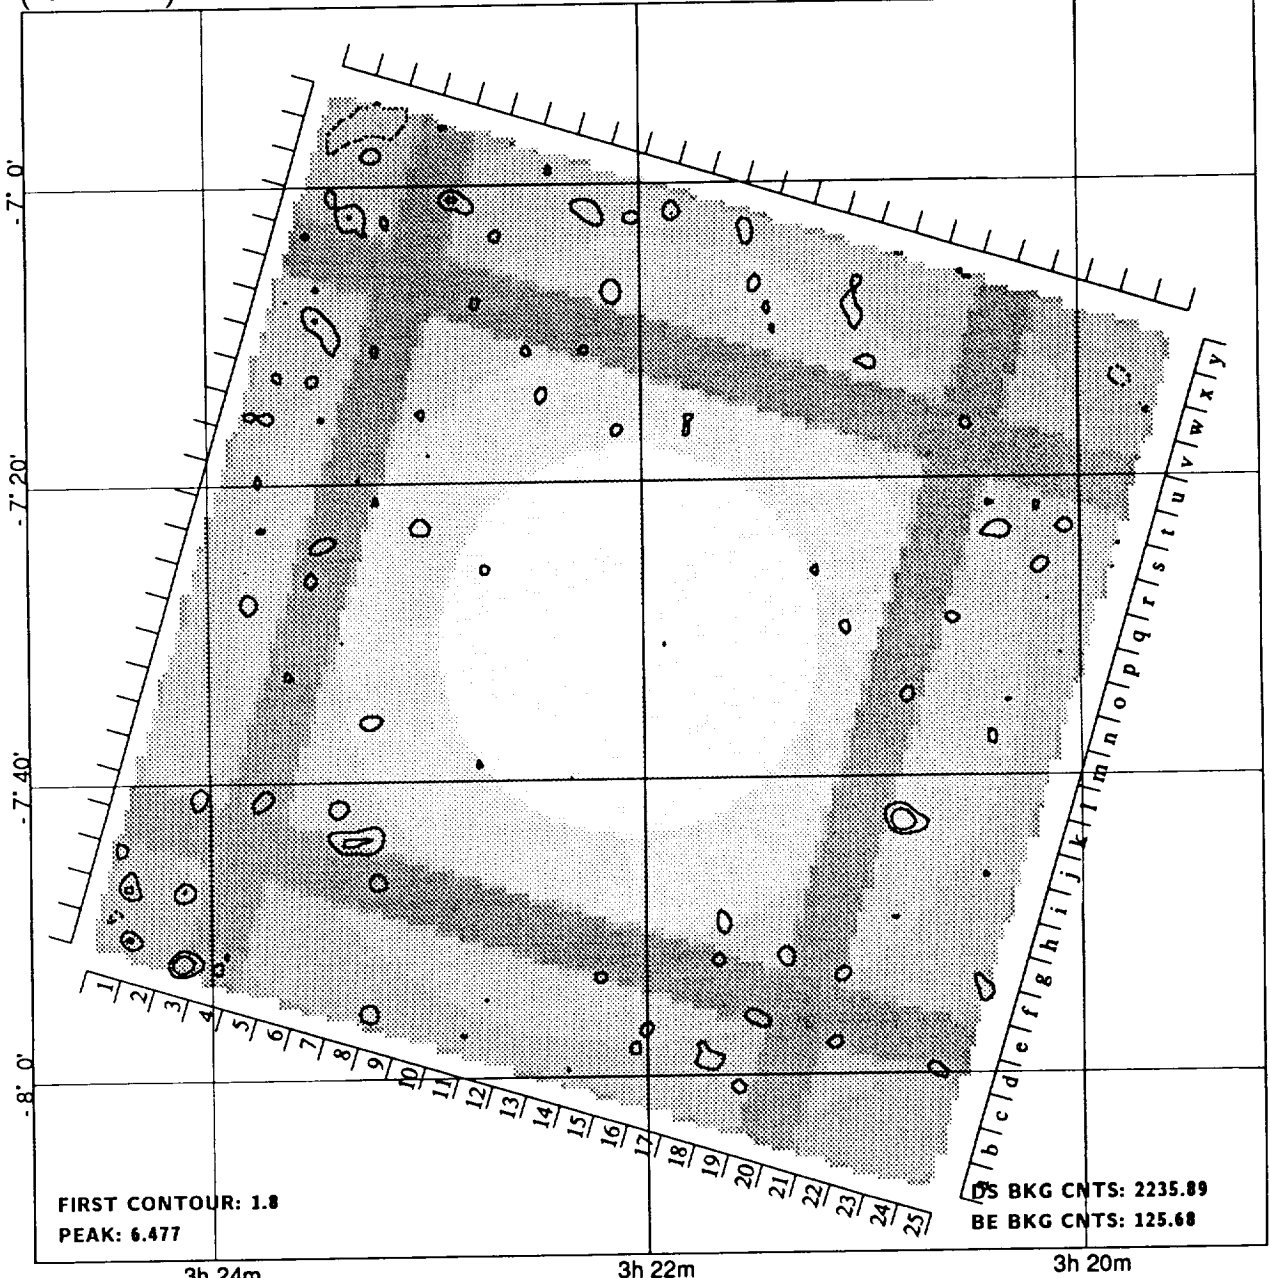 - 7° 0'
- 7° 20'
- 7° 40'
- 8° 0'
y
x
w
v
u
t
s
r
q
p
o
n
m
l
k
j
i
h
g
f
e
d
c
b
1 2 3 4 5 6 7 8 9 10 11 12 13 14 15 16 17 18 19 20 21 22 23 24 25
FIRST CONTOUR: 1.8
PEAK: 6.477
DS BKG CNTS: 2235.89
BE BKG CNTS: 125.68
3h 24m 3h 22m 3h 20m